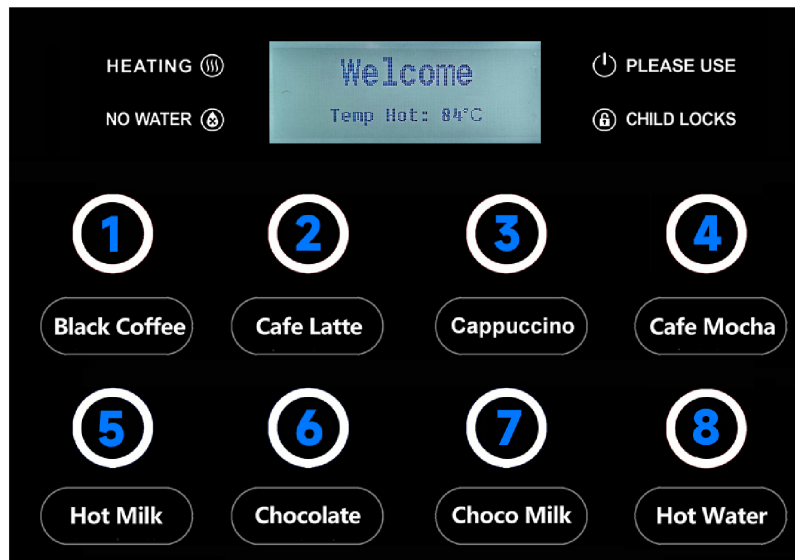 HEATING
Welcome
PLEASE USE
NO WATER
Temp Hot: 84°C
CHILD LOCKS
1 2 3 4
Black Coffee Cafe Latte Cappuccino Cafe Mocha
5 6 7 8
Hot Milk Chocolate Choco Milk Hot Water